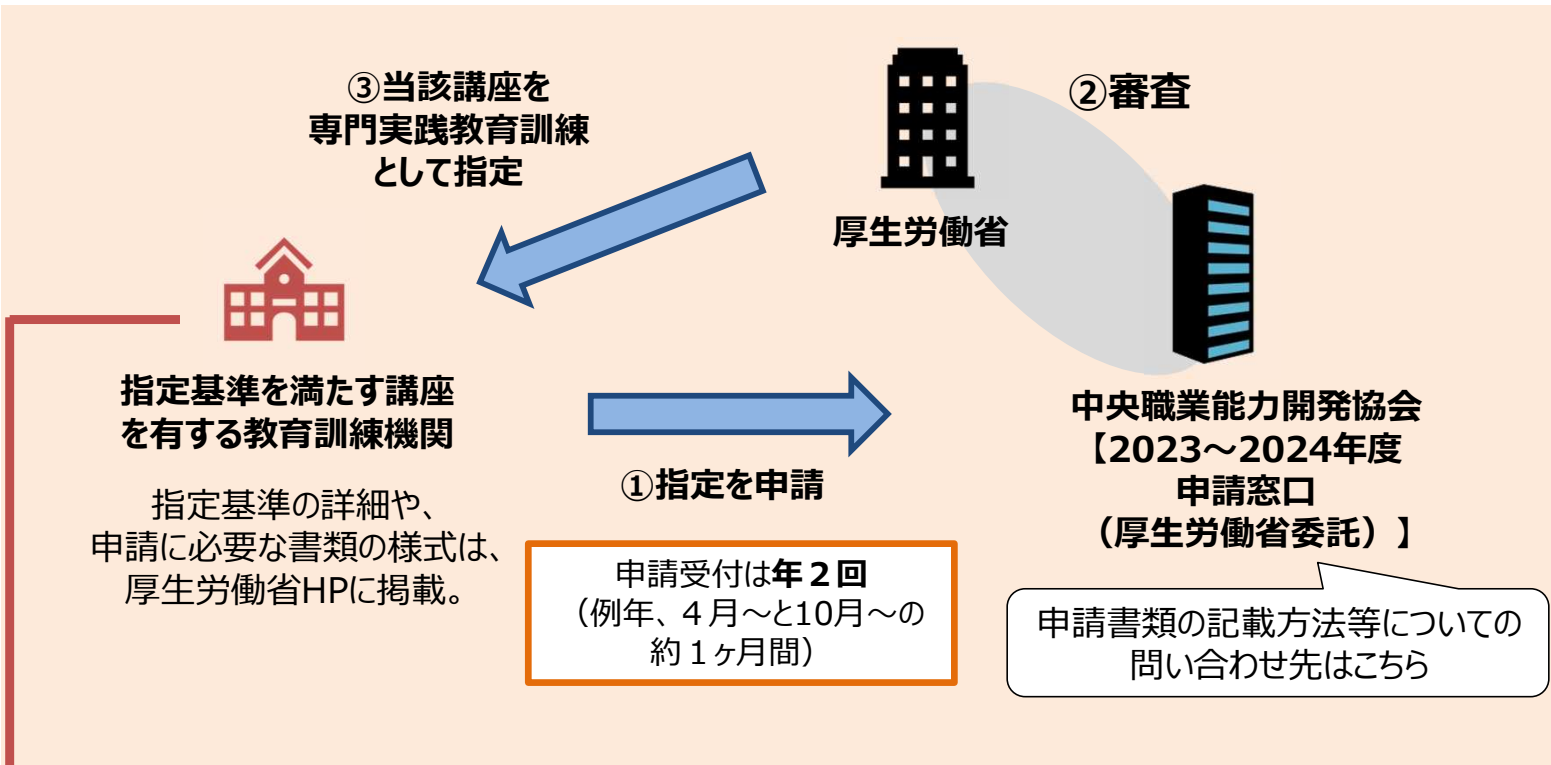 ③当該講座を
専門実践教育訓練
として指定
②審査
厚生労働省
指定基準を満たす講座
を有する教育訓練機関
指定基準の詳細や、
申請に必要な書類の様式は、
厚生労働省HPに掲載。
①指定を申請
申請受付は年２回
（例年、４月～と10月～の
約１ヶ月間）
中央職業能力開発協会
【2023～2024年度
申請窓口
（厚生労働省委託）】
申請書類の記載方法等についての
問い合わせ先はこちら